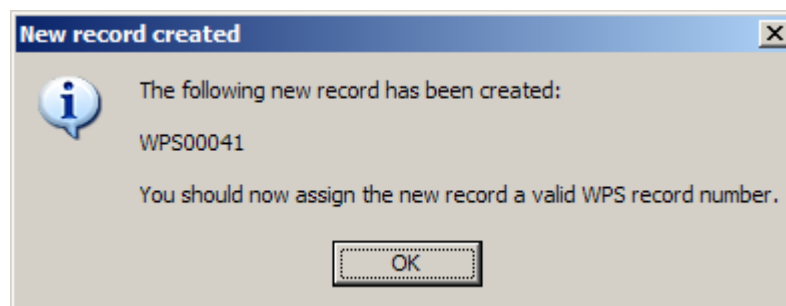 New record created
The following new record has been created:
WPS00041
You should now assign the new record a valid WPS record number.
OK